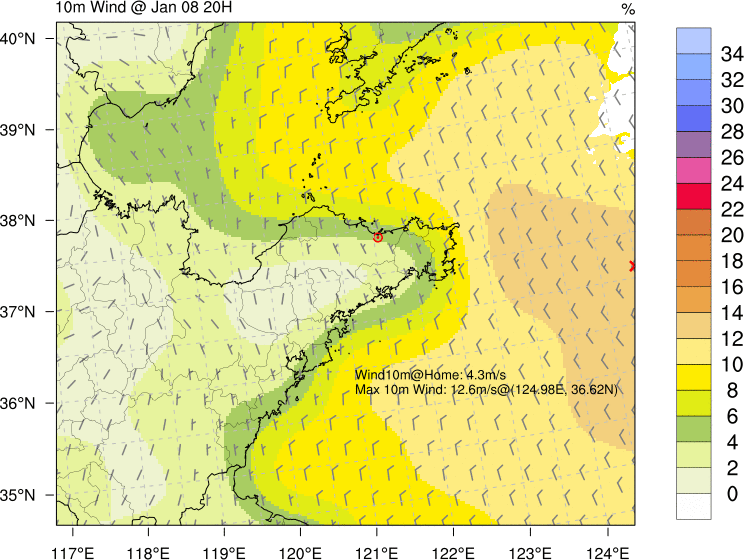 10m Wind @ Jan 08 20H
%
40°N
39°N
38°N
37°N
36°N
35°N
Wind10m@Home: 4.3m/s
Max 10m Wind: 12.6m/s@(124.98E, 36.62N)
117°E 118°E 119°E 120°E 121°E 122°E 123°E 124°E
34
32
30
28
26
24
22
20
18
16
14
12
10
8
6
4
2
0